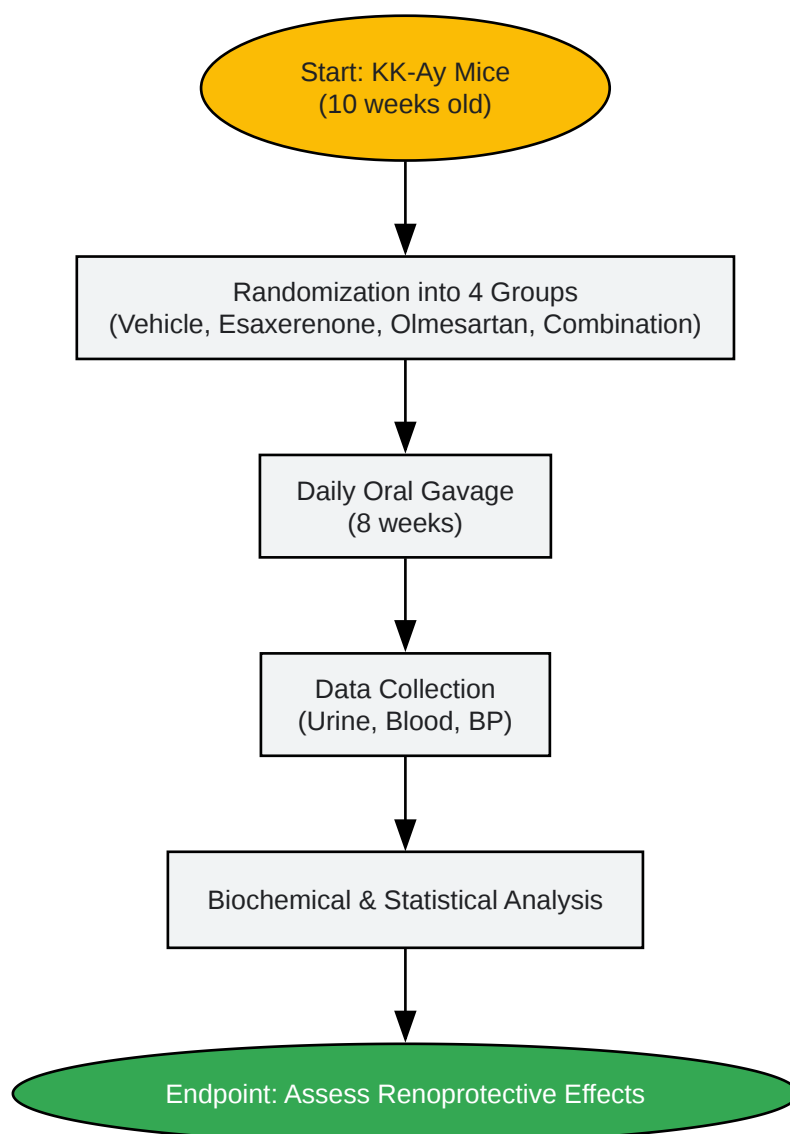 Start: KK-Ay Mice
(10 weeks old)
Randomization into 4 Groups
(Vehicle, Esaxerenone, Olmesartan, Combination)
Daily Oral Gavage
(8 weeks)
Data Collection
(Urine, Blood, BP)
Biochemical & Statistical Analysis
Endpoint: Assess Renoprotective Effects